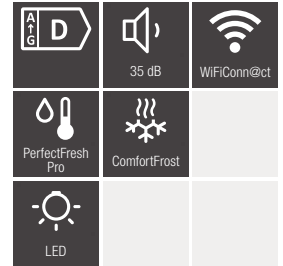 A
↑
G
D
35 dB
WiFiConn@ct
PerfectFresh
Pro
ComfortFrost
LED